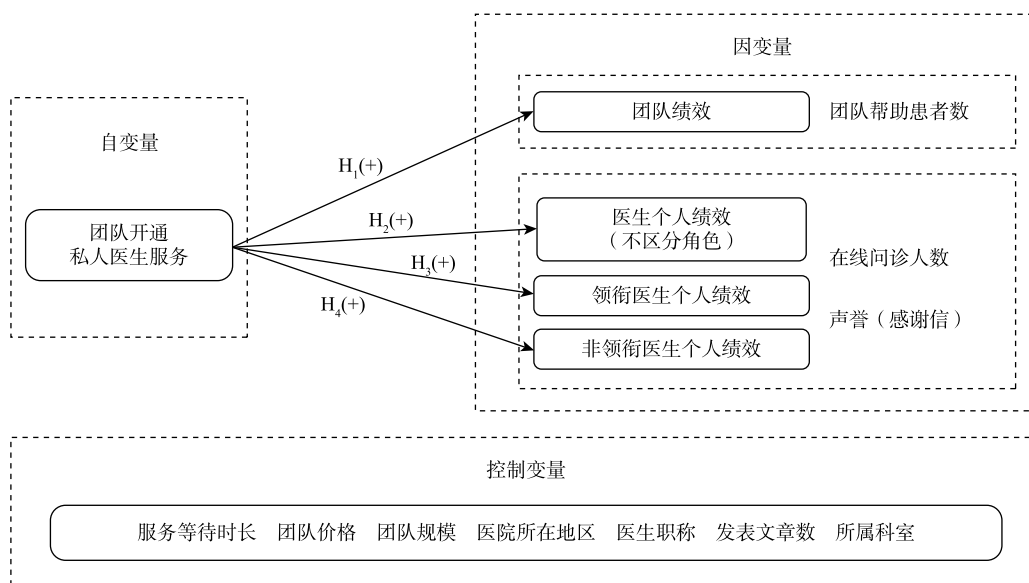 因变量
团队绩效
团队帮助患者数
自变量
H1(+)
团队开通
私人医生服务
H2(+)
医生个人绩效
（不区分角色）
在线问诊人数
H3(+)
领衔医生个人绩效
H4(+)
声誉（感谢信）
非领衔医生个人绩效
控制变量
服务等待时长 团队价格 团队规模 医院所在地区 医生职称 发表文章数 所属科室